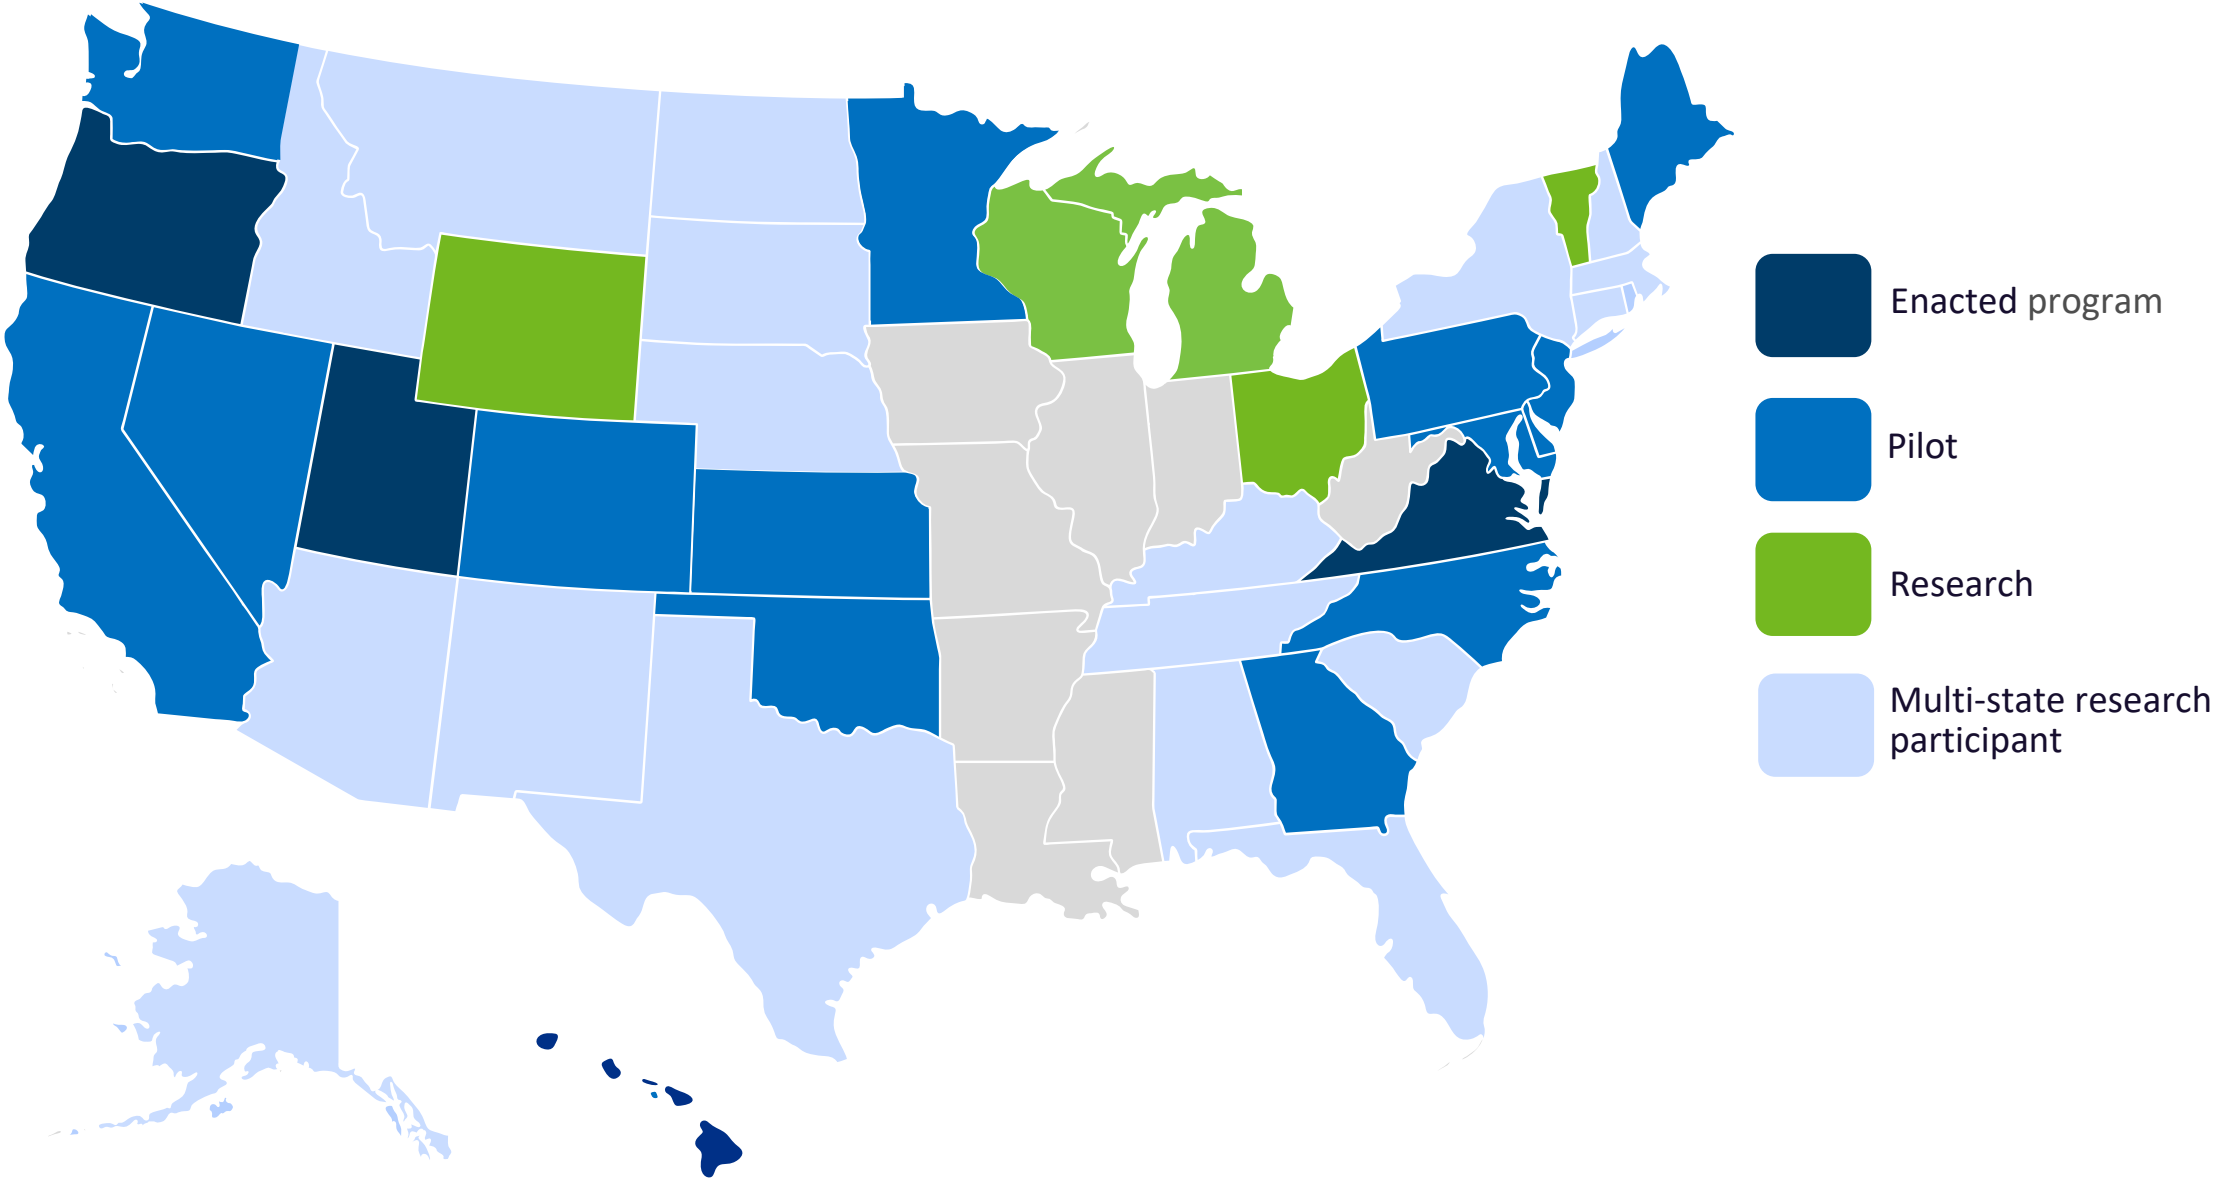 Enacted program
Pilot
Research
Multi-state research
participant